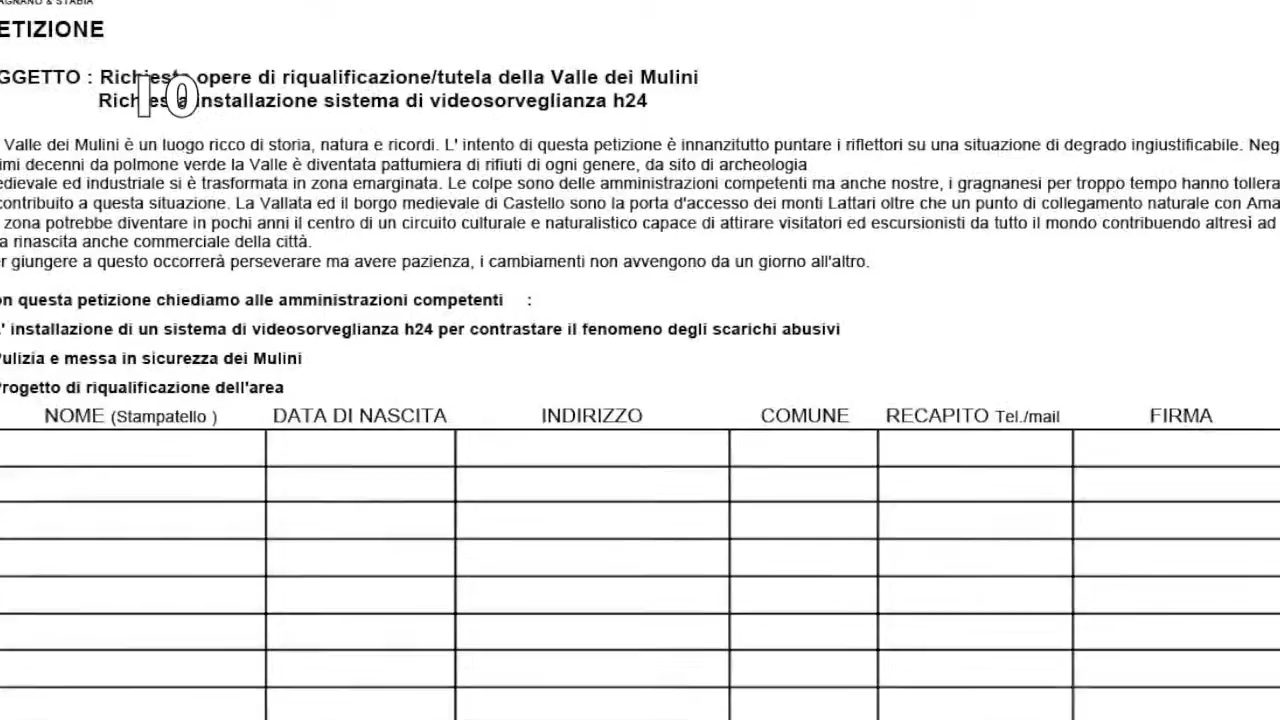 AGNANO & STABIA
ETIZIONE
GGETTO : Richiesta opere di riqualificazione/tutela della Valle dei Mulini
Richiesta installazione sistema di videosorveglianza h24
10
Valle dei Mulini è un luogo ricco di storia, natura e ricordi. L' intento di questa petizione è innanzitutto puntare i riflettori su una situazione di degrado ingiustificabile. Neg
imi decenni da polmone verde la Valle è diventata pattumiera di rifiuti di ogni genere, da sito di archeologia
edievale ed industriale si è trasformata in zona emarginata. Le colpe sono delle amministrazioni competenti ma anche nostre, i gragnanesi per troppo tempo hanno tollera
contribuito a questa situazione. La Vallata ed il borgo medievale di Castello sono la porta d'accesso dei monti Lattari oltre che un punto di collegamento naturale con Ama
zona potrebbe diventare in pochi anni il centro di un circuito culturale e naturalistico capace di attirare visitatori ed escursionisti da tutto il mondo contribuendo altresì ad
a rinascita anche commerciale della città.
r giungere a questo occorrerà perseverare ma avere pazienza, i cambiamenti non avvengono da un giorno all'altro.
on questa petizione chiediamo alle amministrazioni competenti :
' installazione di un sistema di videosorveglianza h24 per contrastare il fenomeno degli scarichi abusivi
ulizia e messa in sicurezza dei Mulini
rogetto di riqualificazione dell'area
NOME (Stampatello ) DATA DI NASCITA INDIRIZZO COMUNE RECAPITO Tel./mail FIRMA